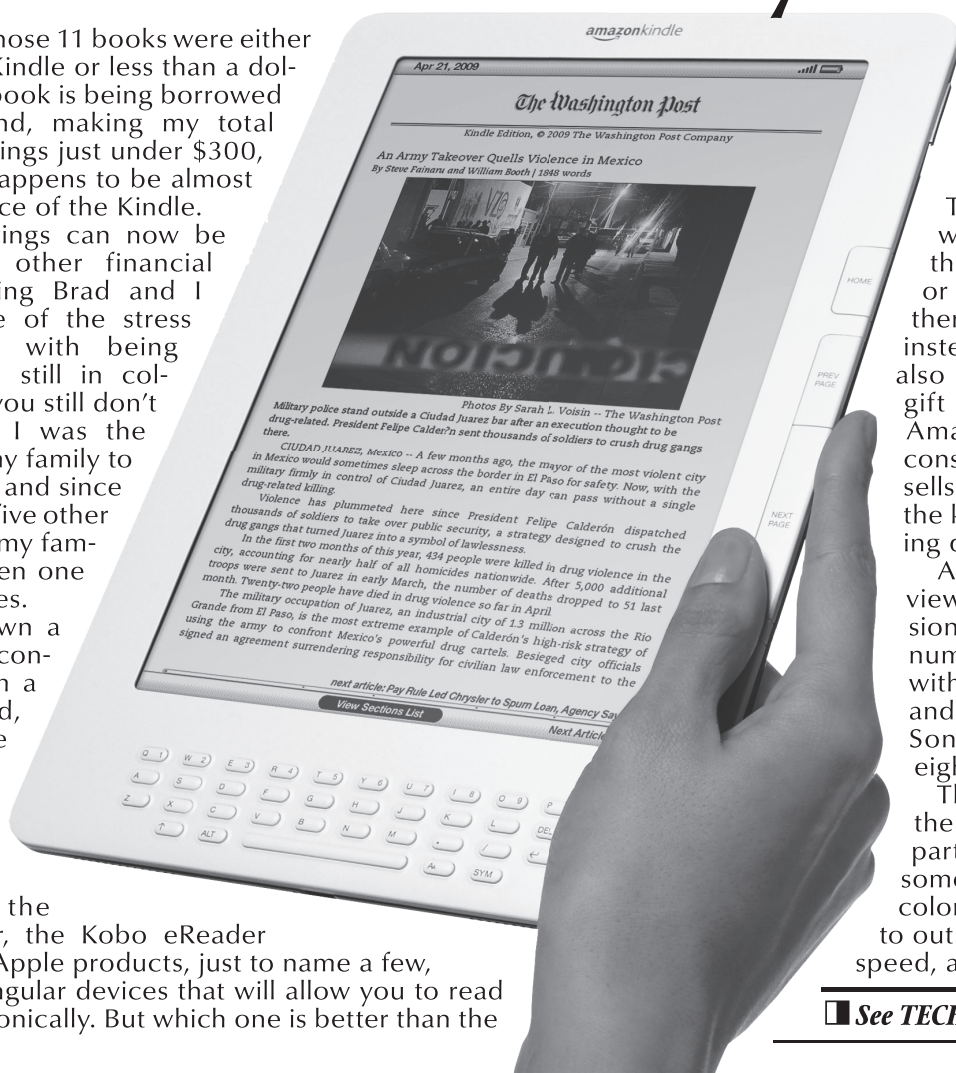 hose 11 books were either
Kindle or less than a dol-
book is being borrowed
nd, making my total
ings just under $300,
appens to be almost
ce of the Kindle.
ings can now be
other financial
ing Brad and I
e of the stress
with being
still in col-
you still don't
I was the
ny family to
and since
five other
my fam-
en one
es.
wn a
con-
n a
d,
e
the
r, the Kobo eReader
Apple products, just to name a few,
ngular devices that will allow you to read
onically. But which one is better than the
amazonkindle
Apr 21, 2009
The Washington Post
Kindle Edition, © 2009 The Washington Post Company
An Army Takeover Quells Violence in Mexico
By Steve Fainaru and William Booth | 1848 words
Photos By Sarah L. Voisin -- The Washington Post
Military police stand outside a Ciudad Juarez bar after an execution thought to be
drug-related. President Felipe Calder?n sent thousands of soldiers to crush drug gangs
there.
CIUDAD JUAREZ, Mexico -- A few months ago, the mayor of the most violent city
in Mexico would sometimes sleep across the border in El Paso for safety. Now, with the
military firmly in control of Ciudad Juarez, an entire day can pass without a single
drug-related killing.
Violence has plummeted here since President Felipe Calderón dispatched
thousands of soldiers to take over public security, a strategy designed to crush the
drug gangs that turned Juarez into a symbol of lawlessness.
In the first two months of this year, 434 people were killed in drug violence in the
city, accounting for nearly half of all homicides nationwide. After 5,000 additional
troops were sent to Juarez in early March, the number of deaths dropped to 51 last
month. Twenty-two people have died in drug violence so far in April.
The military occupation of Juarez, an industrial city of 1.3 million across the Rio
Grande from El Paso, is the most extreme example of Calderón's high-risk strategy of
using the army to confront Mexico's powerful drug cartels. Besieged city officials
signed an agreement surrendering responsibility for civilian law enforcement to the
next article: Pay Rule Led Chrysler to Spurn Loan, Agency Say
View Sections List
Next Article
HOME
PREV
PAGE
NEXT
PAGE
Q 1 W 2 E 3 R 4 T 5 Y 6 U 7 I 8 O 9 P
A S D F G H J K L DEL
Z X C V B N M . /
ALT Aa SYM
T
w
th
or
ther
inste
also
gift
Ama
cons
sells
the k
ing o
A
view
sion
num
with
and
Son
eigh
Th
the
part
some
color
to out
speed, a
See TECH